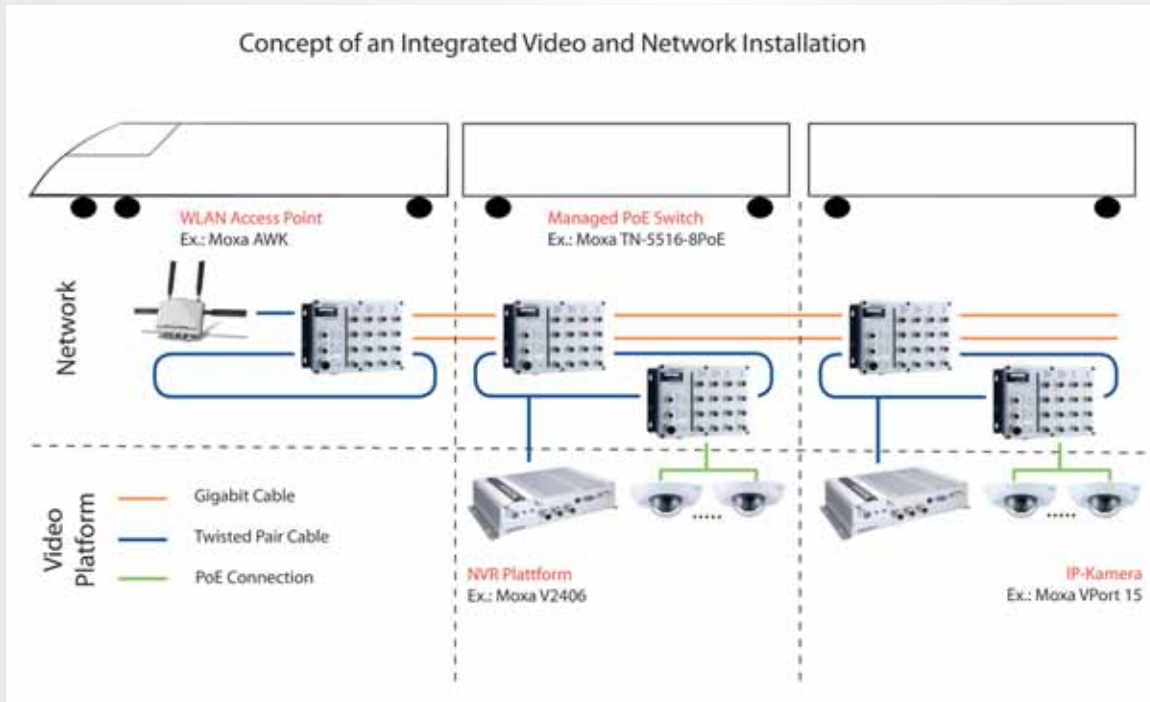 Concept of an Integrated Video and Network Installation
WLAN Access Point
Ex.: Moxa AWK
Managed PoE Switch
Ex.: Moxa TN-5516-8PoE
Network
Video
Platform
Gigabit Cable
Twisted Pair Cable
PoE Connection
NVR Plattform
Ex.: Moxa V2406
IP-Kamera
Ex.: Moxa VPort 15